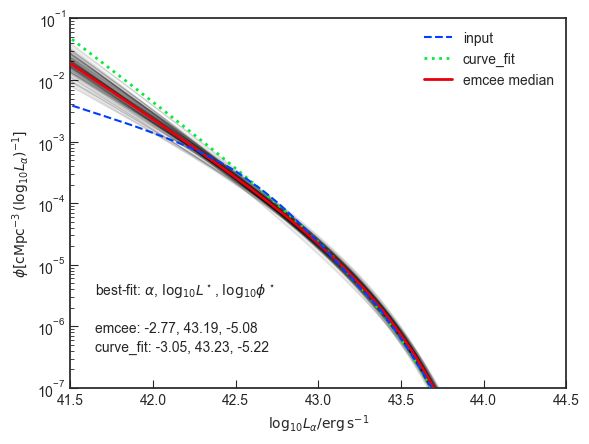 input
curve_fit
emcee median
ϕ[cMpc⁻³ (log₁₀Lα)⁻¹]
10⁻¹
10⁻²
10⁻³
10⁻⁴
10⁻⁵
10⁻⁶
10⁻⁷
best-fit: α, log₁₀L*, log₁₀ϕ*
emcee: -2.77, 43.19, -5.08
curve_fit: -3.05, 43.23, -5.22
41.5 42.0 42.5 43.0 43.5 44.0 44.5
log₁₀Lα/erg s⁻¹